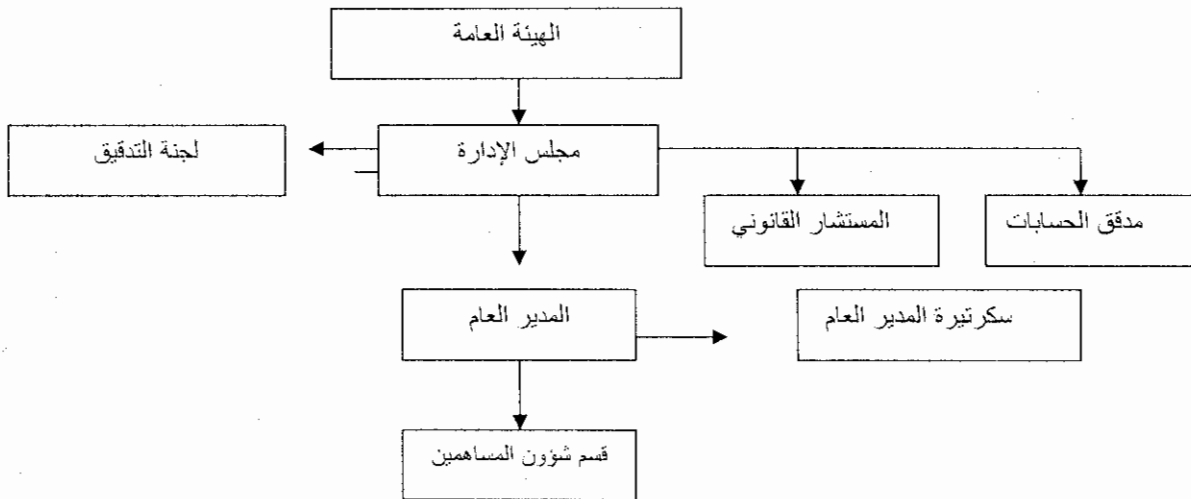 الهيئة العامة
مجلس الإدارة
لجنة التدقيق
المستشار القانوني
مدقق الحسابات
المدير العام
سكرتيرة المدير العام
قسم شؤون المساهمين